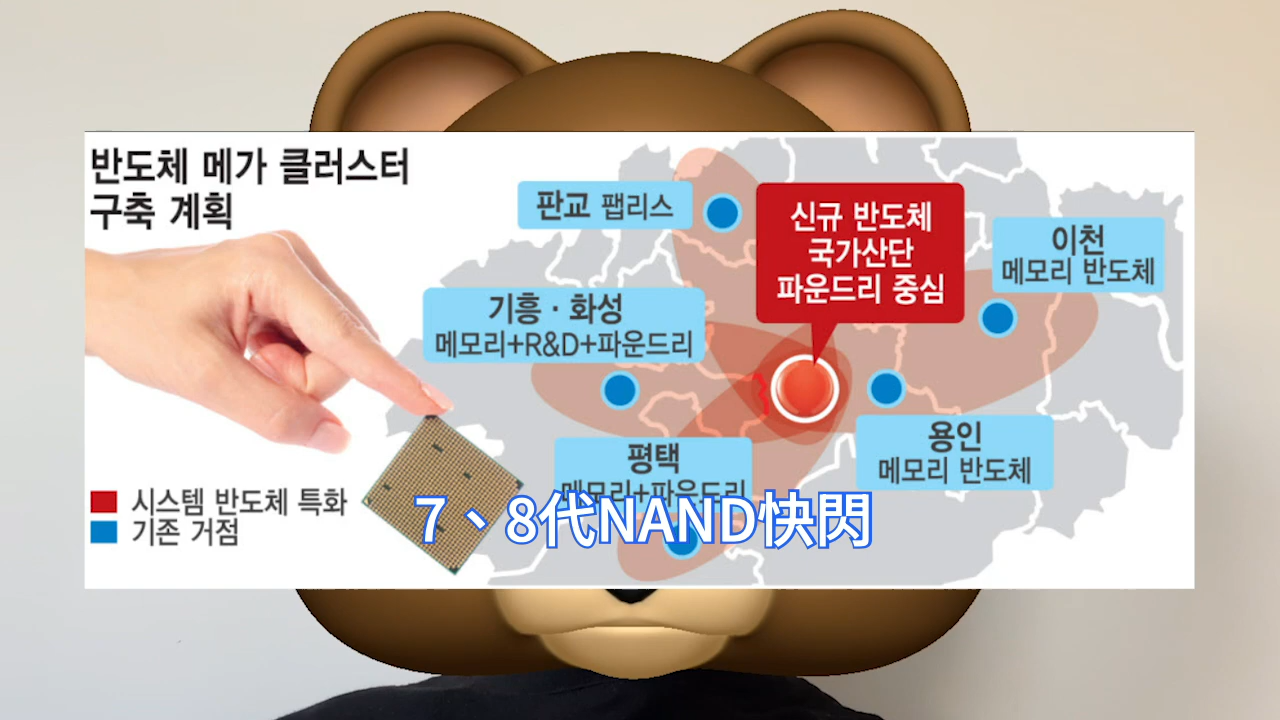 반도체 메가 클러스터
구축 계획
판교 팹리스
신규 반도체
국가산단
파운드리 중심
이천
메모리 반도체
기흥·화성
메모리+R&D+파운드리
용인
메모리 반도체
평택
메모리+파운드리
시스템 반도체 특화
기존 거점
7、8代NAND快閃